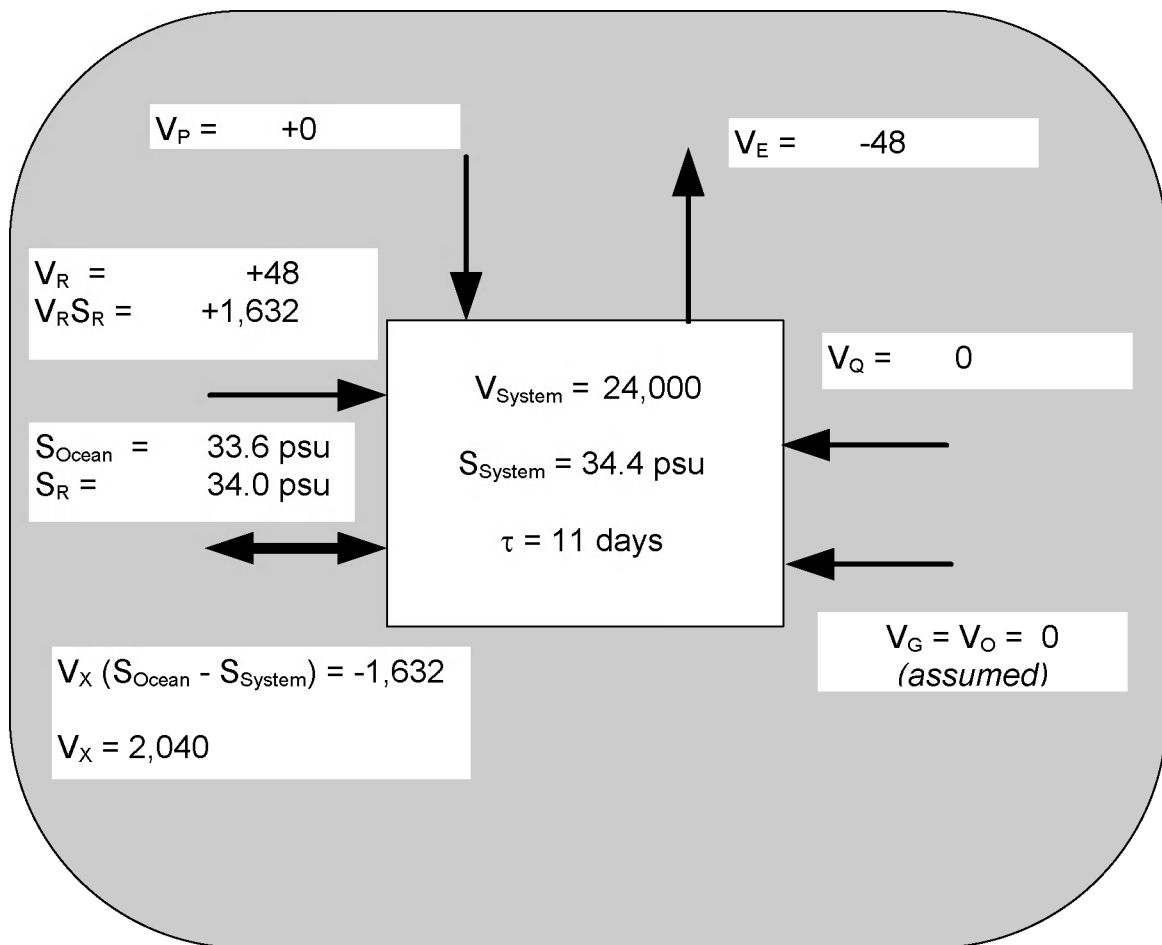 V_P = +0
V_E = -48
V_R = +48
V_RS_R = +1,632
V_Q = 0
S_Ocean = 33.6 psu
S_R = 34.0 psu
V_System = 24,000
S_System = 34.4 psu
τ = 11 days
V_G = V_O = 0
(assumed)
V_X (S_Ocean - S_System) = -1,632
V_X = 2,040